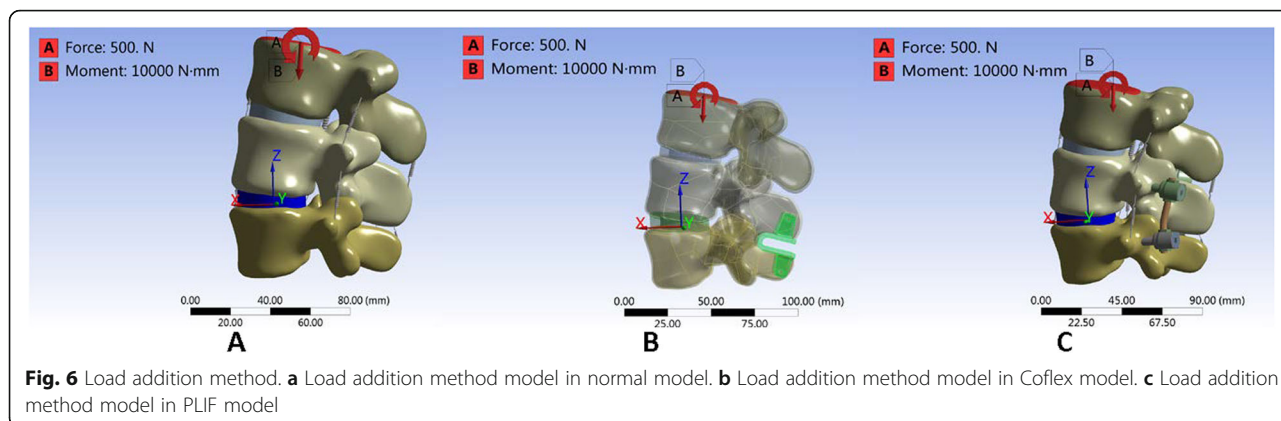 A Force: 500. N
B Moment: 10000 N·mm
A
B
Z
X
Y
0.00 40.00 80.00 (mm)
20.00 60.00
A
A Force: 500. N
B Moment: 10000 N·mm
B
A
Z
X
Y
0.00 50.00 100.00 (mm)
25.00 75.00
B
A Force: 500. N
B Moment: 10000 N·mm
B
A
Z
X
Y
0.00 45.00 90.00 (mm)
22.50 67.50
C
Fig. 6 Load addition method. a Load addition method model in normal model. b Load addition method model in Coflex model. c Load addition
method model in PLIF model